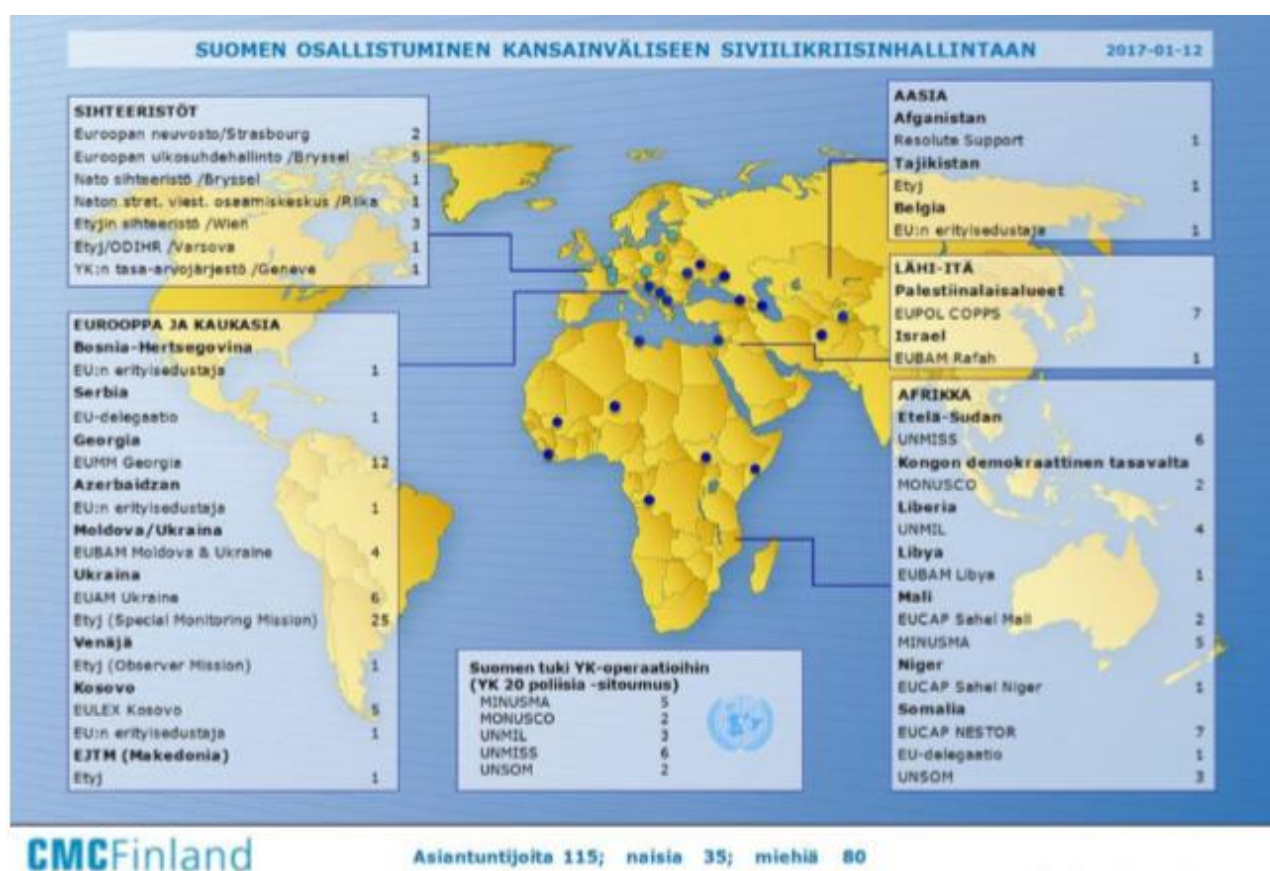 SUOMEN OSALLISTUMINEN KANSAINVÄLISEEN SIVIILIKRIISINHALLINTAAN 2017-01-12
SIHTEERISTÖT
Euroopan neuvosto/Strasbourg 2
Euroopan ulkosuhdehallinto /Bryssel 5
Nato sihteeristö /Bryssel 1
Naton strat. viest. osaamiskeskus /Riika 1
Etyjin sihteeristö /Wien 3
Etyj/ODIHR /Varsova 1
YK:n tasa-arvojärjestö /Geneve 1
EUROOPPA JA KAUKASIA
Bosnia-Hertsegovina
EU:n erityisedustaja 1
Serbia
EU-delegaatio 1
Georgia
EUMM Georgia 12
Azerbaidzan
EU:n erityisedustaja 1
Moldova/Ukraina
EUBAM Moldova & Ukraine 4
Ukraina
EUAM Ukraina 6
Etyj (Special Monitoring Mission) 25
Venäjä
Etyj (Observer Mission) 1
Kosovo
EULEX Kosovo 5
EU:n erityisedustaja 1
EJTM (Makedonia)
Etyj 1
Suomen tuki YK-operaatioihin
(YK 20 poliisia -sitoumus)
MINUSMA 5
MONUSCO 2
UNMIL 3
UNMISS 6
UNSOM 2
AASIA
Afganistan
Resolute Support 1
Tajikistan
Etyj 1
Belgia
EU:n erityisedustaja 1
LÄHI-ITÄ
Palestiinalaisalueet
EUPOL COPPS 7
Israel
EUBAM Rafah 1
AFRIKKA
Etelä-Sudan
UNMISS 6
Kongon demokraattinen tasavalta
MONUSCO 2
Liberia
UNMIL 4
Libya
EUBAM Libya 1
Mali
EUCAP Sahel Mali 2
MINUSMA 5
Niger
EUCAP Sahel Niger 1
Somalia
EUCAP NESTOR 7
EU-delegaatio 1
UNSOM 3
CMCFinland
Asiantuntijoita 115; naisia 35; miehiä 80